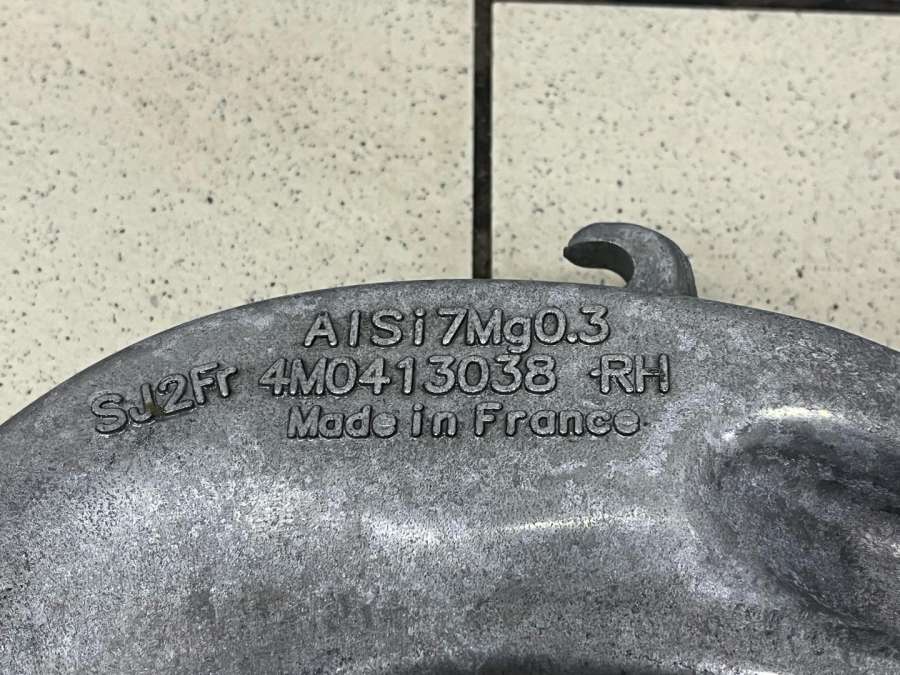 AlSi7Mg0.3
SJ2Fr 4M0413038 RH
Made in France